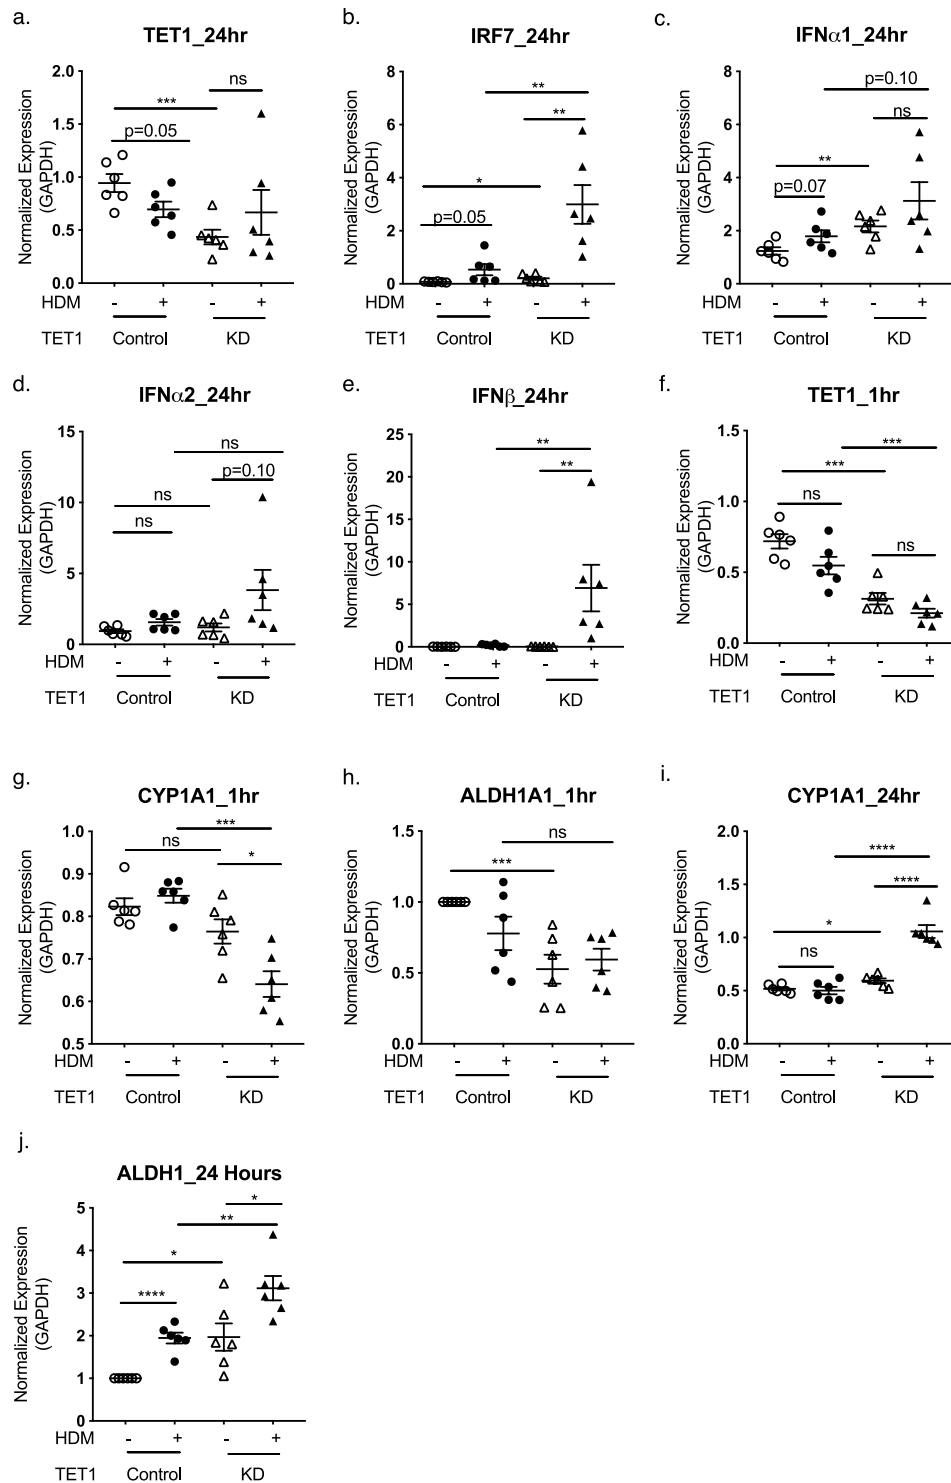 a.
TET1_24hr
Normalized Expression
(GAPDH)
2.0
1.5
1.0
0.5
0.0
ns
***
p=0.05
HDM - + - +
TET1 Control KD
b.
IRF7_24hr
Normalized Expression
(GAPDH)
8
6
4
2
0
**
**
*
p=0.05
- + - +
Control KD
c.
IFNα1_24hr
Normalized Expression
(GAPDH)
8
6
4
2
0
p=0.10
ns
**
p=0.07
- + - +
Control KD
d.
IFNα2_24hr
Normalized Expression
(GAPDH)
15
10
5
0
ns
p=0.10
ns
ns
HDM - + - +
TET1 Control KD
e.
IFNβ_24hr
Normalized Expression
(GAPDH)
25
20
15
10
5
0
**
**
HDM - + - +
TET1 Control KD
f.
TET1_1hr
Normalized Expression
(GAPDH)
1.5
1.0
0.5
0.0
***
***
ns
ns
HDM - + - +
TET1 Control KD
g.
CYP1A1_1hr
Normalized Expression
(GAPDH)
1.0
0.9
0.8
0.7
0.6
0.5
***
ns
*
HDM - + - +
TET1 Control KD
h.
ALDH1A1_1hr
Normalized Expression
(GAPDH)
1.5
1.0
0.5
0.0
ns
***
HDM - + - +
TET1 Control KD
i.
CYP1A1_24hr
Normalized Expression
(GAPDH)
2.0
1.5
1.0
0.5
0.0
****
****
*
ns
HDM - + - +
TET1 Control KD
j.
ALDH1_24 Hours
Normalized Expression
(GAPDH)
5
4
3
2
1
0
*
**
*
****
HDM - + - +
TET1 Control KD